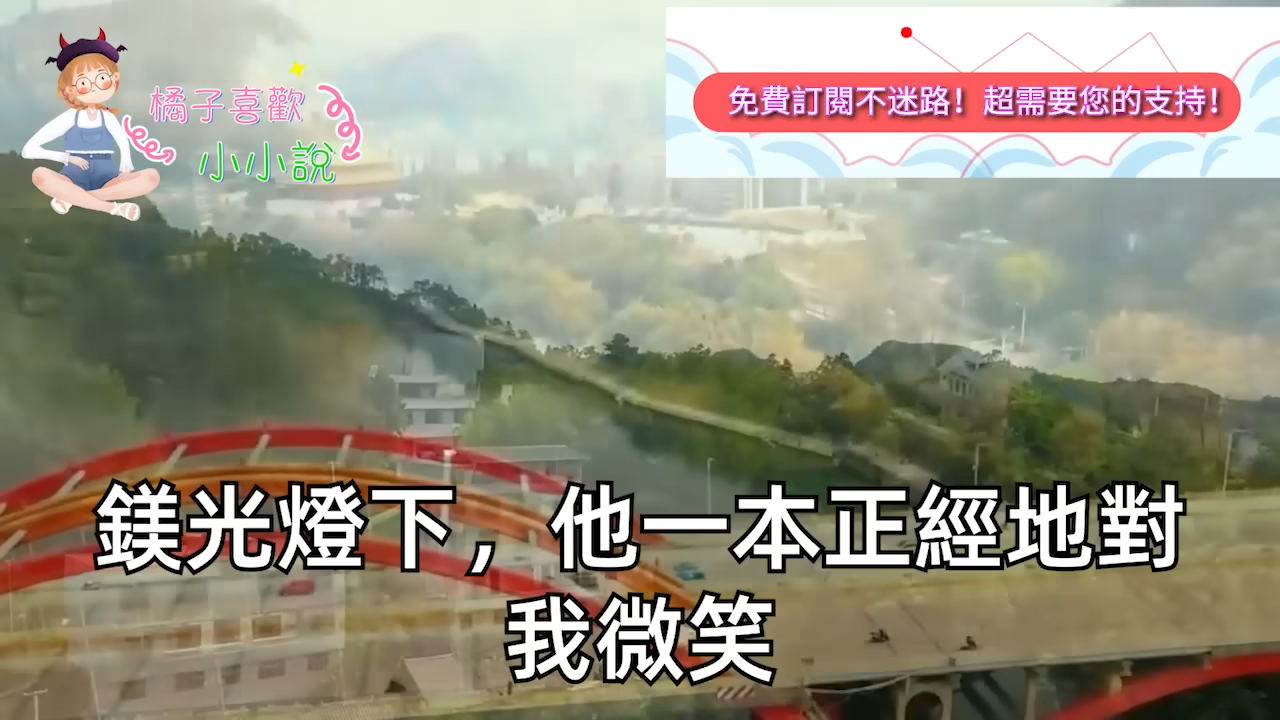 橘子喜歡
小小說
免費訂閱不迷路！超需要您的支持！
鎂光燈下，他一本正經地對
我微笑